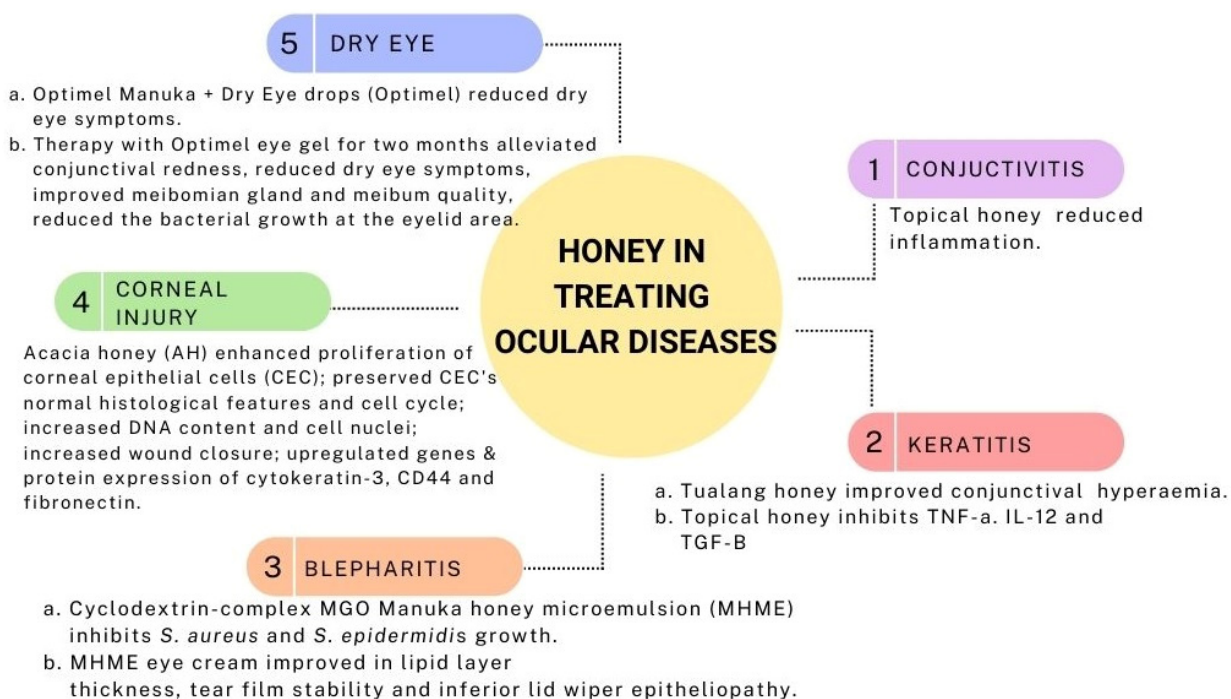 HONEY IN
TREATING
OCULAR DISEASES
1 CONJUCTIVITIS
Topical honey reduced
inflammation.
2 KERATITIS
a. Tualang honey improved conjunctival hyperaemia.
b. Topical honey inhibits TNF-a. IL-12 and
TGF-B
3 BLEPHARITIS
a. Cyclodextrin-complex MGO Manuka honey microemulsion (MHME)
inhibits S. aureus and S. epidermidis growth.
b. MHME eye cream improved in lipid layer
thickness, tear film stability and inferior lid wiper epitheliopathy.
4 CORNEAL
INJURY
Acacia honey (AH) enhanced proliferation of
corneal epithelial cells (CEC); preserved CEC's
normal histological features and cell cycle;
increased DNA content and cell nuclei;
increased wound closure; upregulated genes &
protein expression of cytokeratin-3, CD44 and
fibronectin.
5 DRY EYE
a. Optimel Manuka + Dry Eye drops (Optimel) reduced dry
eye symptoms.
b. Therapy with Optimel eye gel for two months alleviated
conjunctival redness, reduced dry eye symptoms,
improved meibomian gland and meibum quality,
reduced the bacterial growth at the eyelid area.